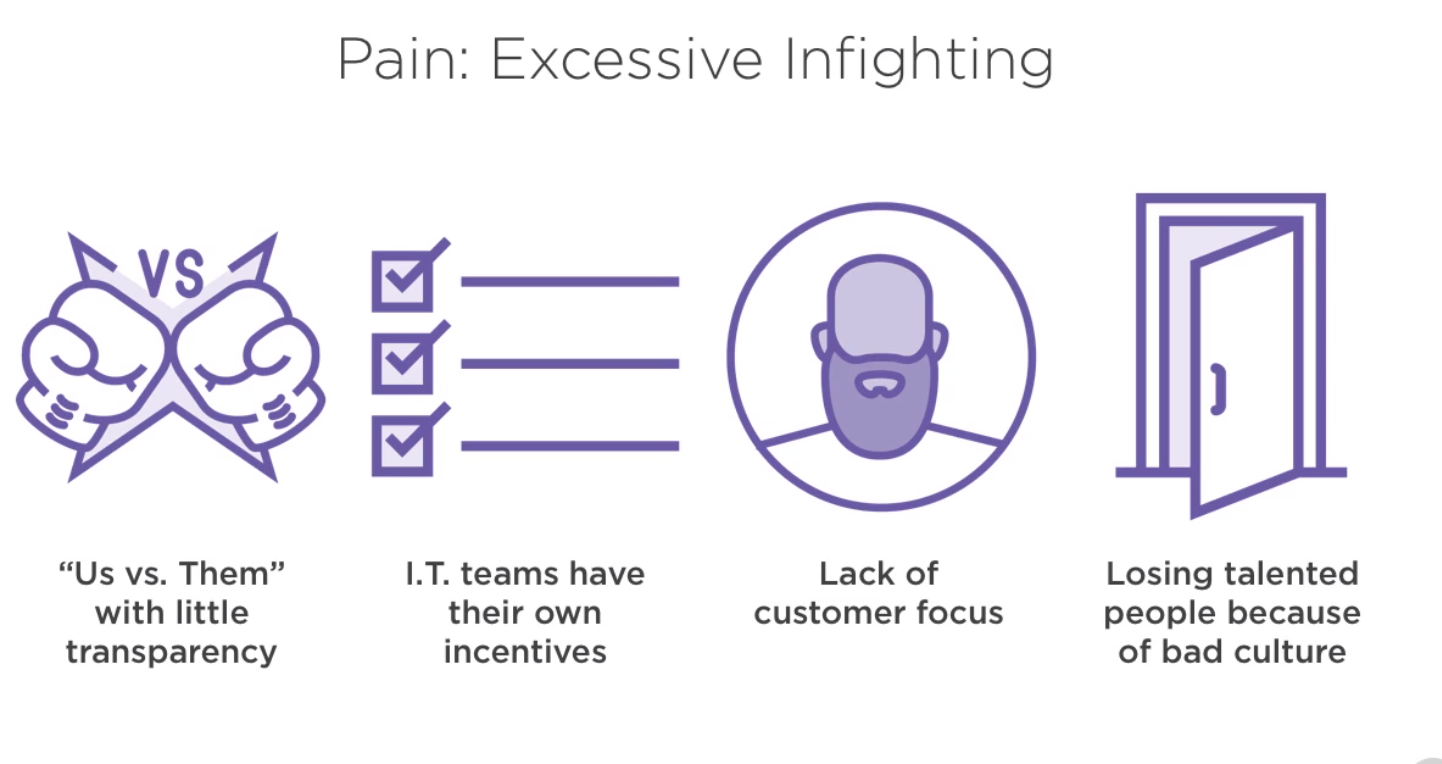 Pain: Excessive Infighting
VS
“Us vs. Them”
with little
transparency
I.T. teams have
their own
incentives
Lack of
customer focus
Losing talented
people because
of bad culture